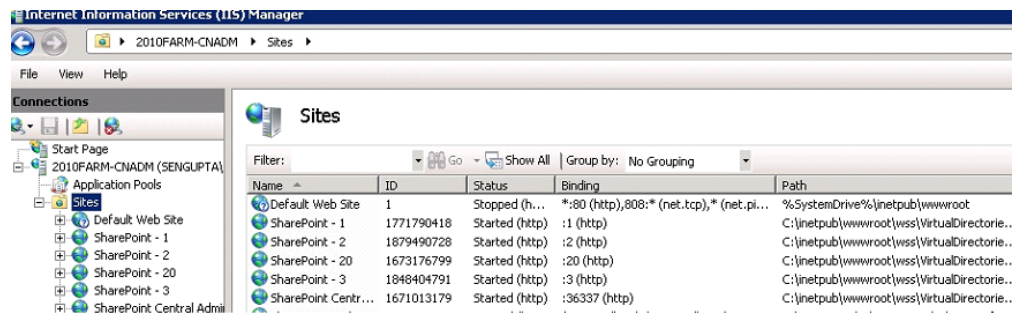 Internet Information Services (IIS) Manager
2010FARM-CNADM Sites
File View Help
Connections
Start Page
2010FARM-CNADM (SENGUPTA\
Application Pools
Sites
Default Web Site
SharePoint - 1
SharePoint - 2
SharePoint - 20
SharePoint - 3
SharePoint Central Admi
Sites
Filter: Go Show All Group by: No Grouping
Name ID Status Binding Path
Default Web Site 1 Stopped (h... *:80 (http),808:* (net.tcp),* (net.pi... %SystemDrive%\inetpub\wwwroot
SharePoint - 1 1771790418 Started (http) :1 (http) C:\inetpub\wwwroot\wss\VirtualDirectorie...
SharePoint - 2 1879490728 Started (http) :2 (http) C:\inetpub\wwwroot\wss\VirtualDirectorie...
SharePoint - 20 1673176799 Started (http) :20 (http) C:\inetpub\wwwroot\wss\VirtualDirectorie...
SharePoint - 3 1848404791 Started (http) :3 (http) C:\inetpub\wwwroot\wss\VirtualDirectorie...
SharePoint Centr... 1671013179 Started (http) :36337 (http) C:\inetpub\wwwroot\wss\VirtualDirectorie...